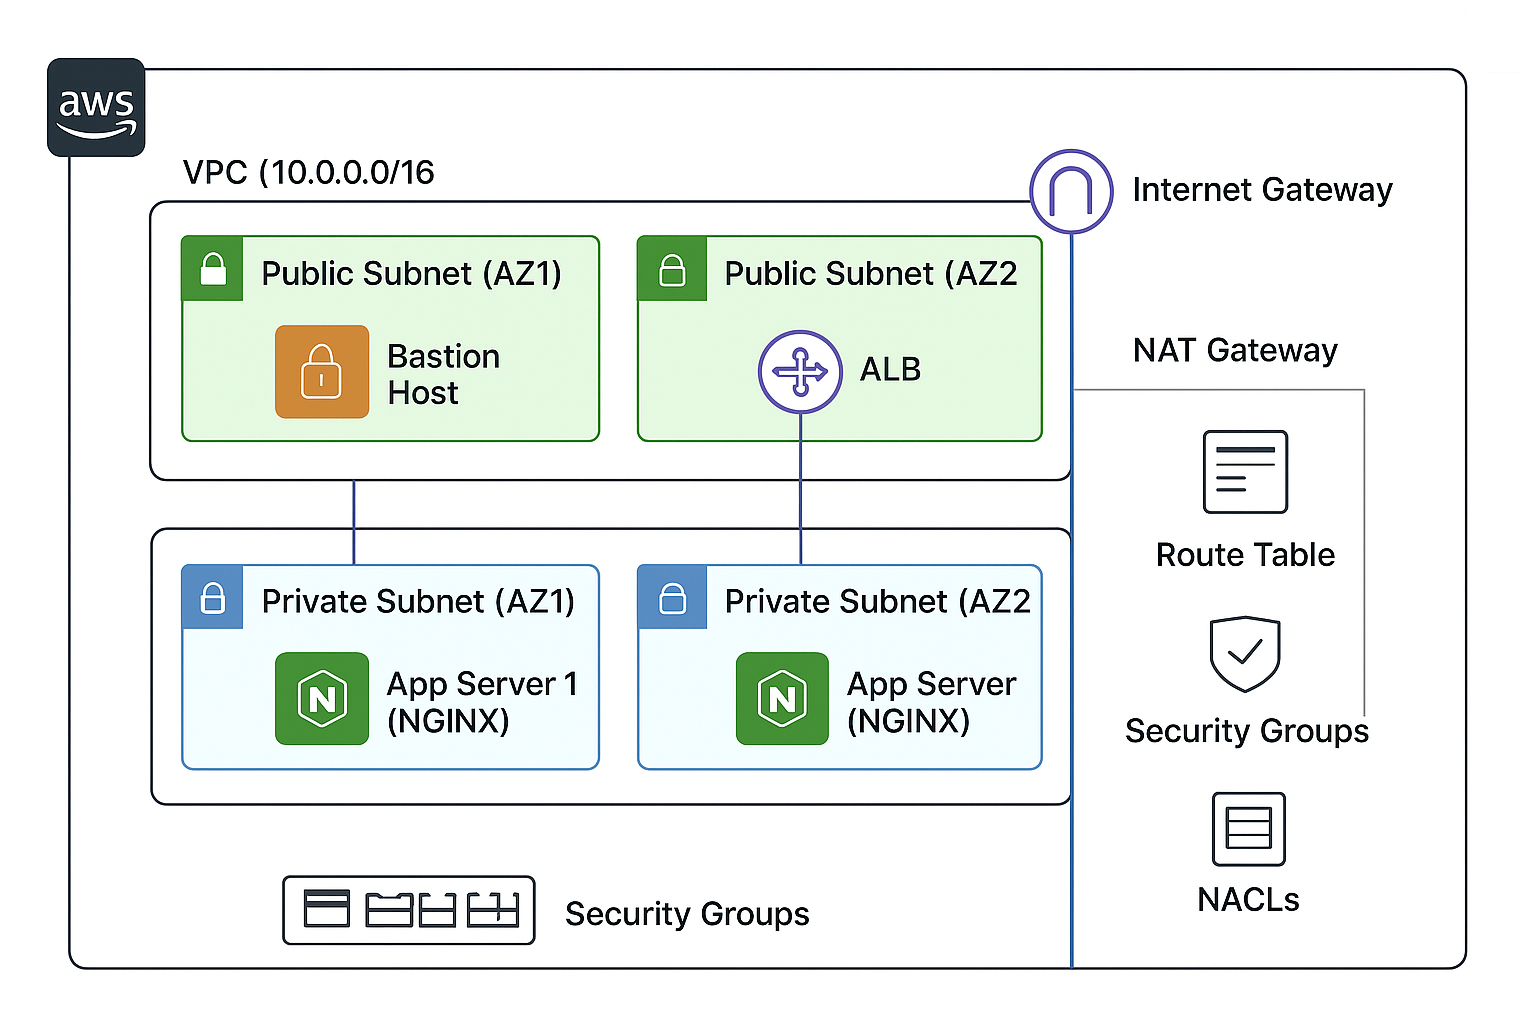 aws
VPC (10.0.0.0/16
Internet Gateway
Public Subnet (AZ1)
Public Subnet (AZ2
Bastion
Host
ALB
NAT Gateway
Route Table
Private Subnet (AZ1)
Private Subnet (AZ2
N
App Server 1
(NGINX)
N
App Server
(NGINX)
Security Groups
NACLs
Security Groups